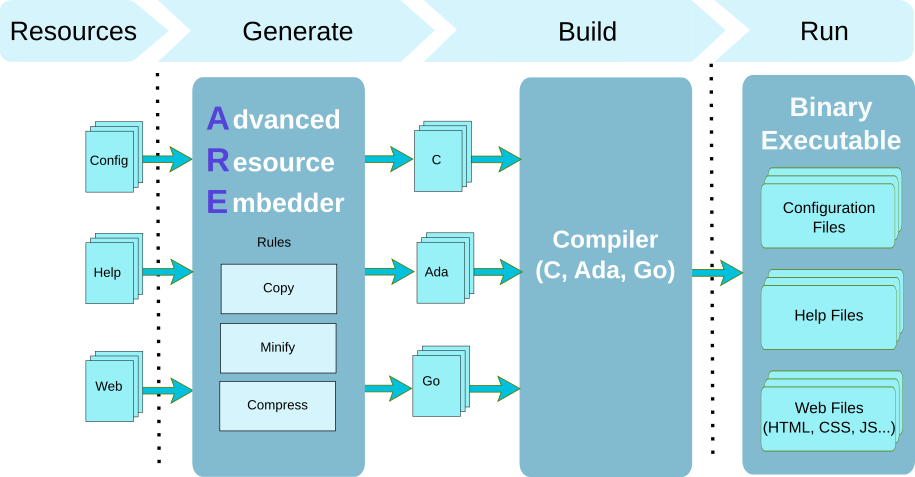 Resources
Generate
Build
Run
Config
Help
Web
Advanced
Resource
Embedder
Rules
Copy
Minify
Compress
C
Ada
Go
Compiler
(C, Ada, Go)
Binary
Executable
Configuration
Files
Help Files
Web Files
(HTML, CSS, JS...)